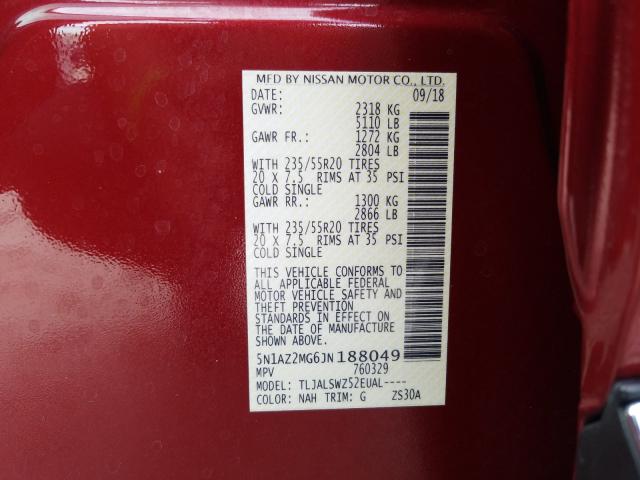 MFD BY NISSAN MOTOR CO., LTD.
DATE: 09/18
GVWR: 2318 KG
5110 LB
GAWR FR.: 1272 KG
2804 LB
WITH 235/55R20 TIRES
20 X 7.5 RIMS AT 35 PSI
COLD SINGLE
GAWR RR.: 1300 KG
2866 LB
WITH 235/55R20 TIRES
20 X 7.5 RIMS AT 35 PSI
COLD SINGLE
THIS VEHICLE CONFORMS TO
ALL APPLICABLE FEDERAL
MOTOR VEHICLE SAFETY AND
THEFT PREVENTION
STANDARDS IN EFFECT ON
THE DATE OF MANUFACTURE
SHOWN ABOVE.
5N1AZ2MG6JN188049
MPV 760329
MODEL: TLJALSWZ52EUAL----
COLOR: NAH TRIM: G ZS30A